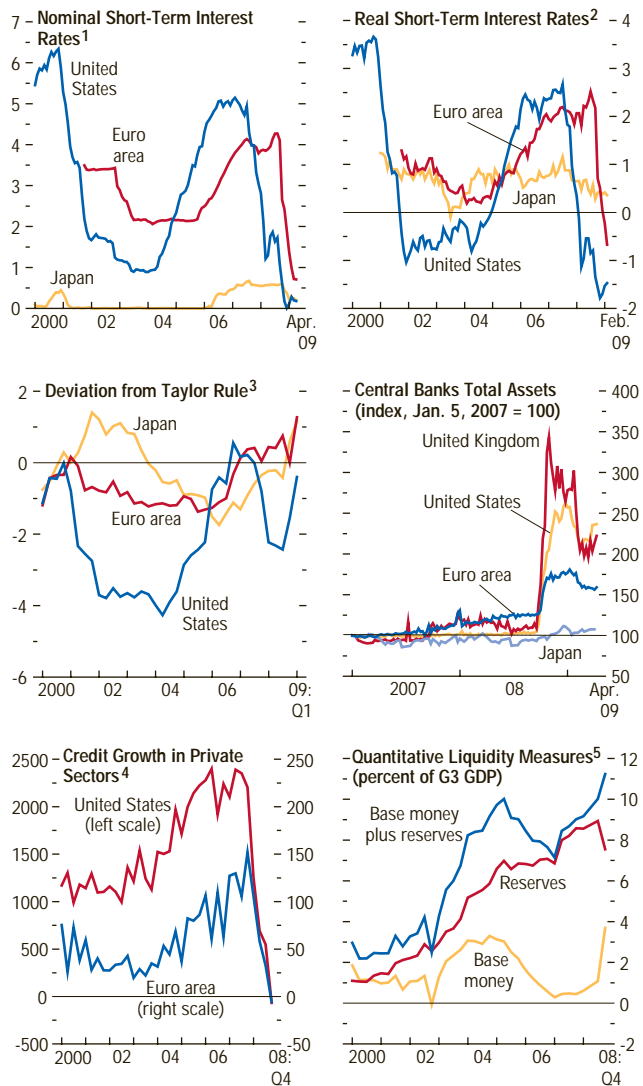 Nominal Short-Term Interest
Rates1
7
6
5
4
3
2
1
0
United
States
Euro
area
Japan
2000 02 04 06 08 Apr.
09
Real Short-Term Interest Rates2
4
3
2
1
0
-1
-2
Euro area
Japan
United States
2000 02 04 06 Feb.
09
Deviation from Taylor Rule3
2
0
-2
-4
-6
Japan
Euro area
United
States
2000 02 04 06 09:
Q1
Central Banks Total Assets
(index, Jan. 5, 2007 = 100)
400
350
300
250
200
150
100
50
United Kingdom
United States
Euro area
Japan
2007 08 Apr.
09
Credit Growth in Private
Sectors4
2500
2000
1500
1000
500
0
-500
300
250
200
150
100
50
0
-50
United States
(left scale)
Euro area
(right scale)
2000 02 04 06 08:
Q4
Quantitative Liquidity Measures5
(percent of G3 GDP)
12
10
8
6
4
2
0
-2
Base money
plus reserves
Reserves
Base
money
2000 02 04 06 08:
Q4